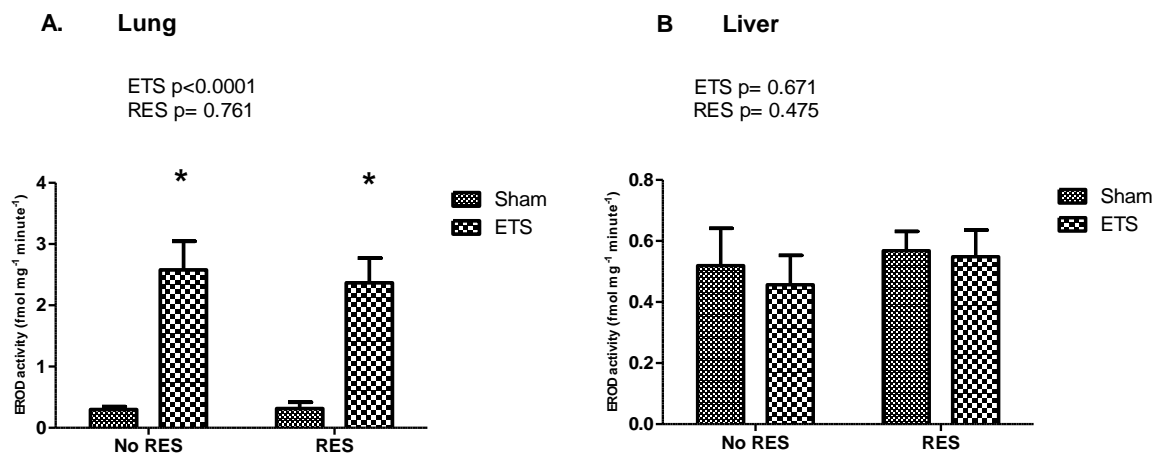 A. Lung
ETS p<0.0001
RES p= 0.761
EROD activity (fmol mg⁻¹ minute⁻¹)
4
3
2
1
0
*
*
No RES
RES
Sham
ETS
B Liver
ETS p= 0.671
RES p= 0.475
EROD activity (fmol mg⁻¹ minute⁻¹)
0.8
0.6
0.4
0.2
0.0
No RES
RES
Sham
ETS